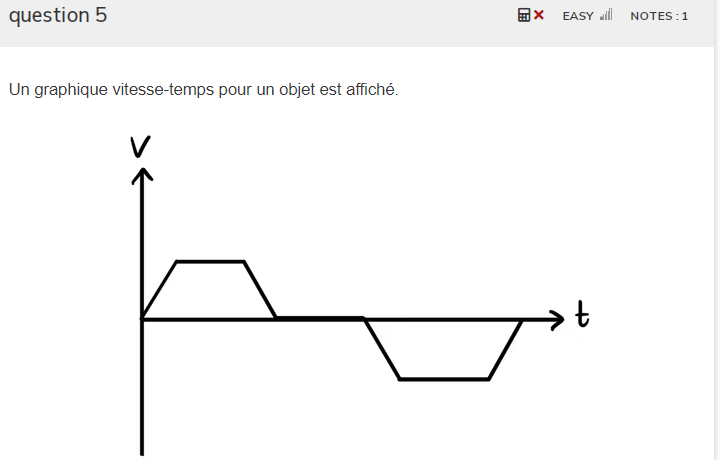 question 5
EASY NOTES : 1
Un graphique vitesse-temps pour un objet est affiché.
v
t